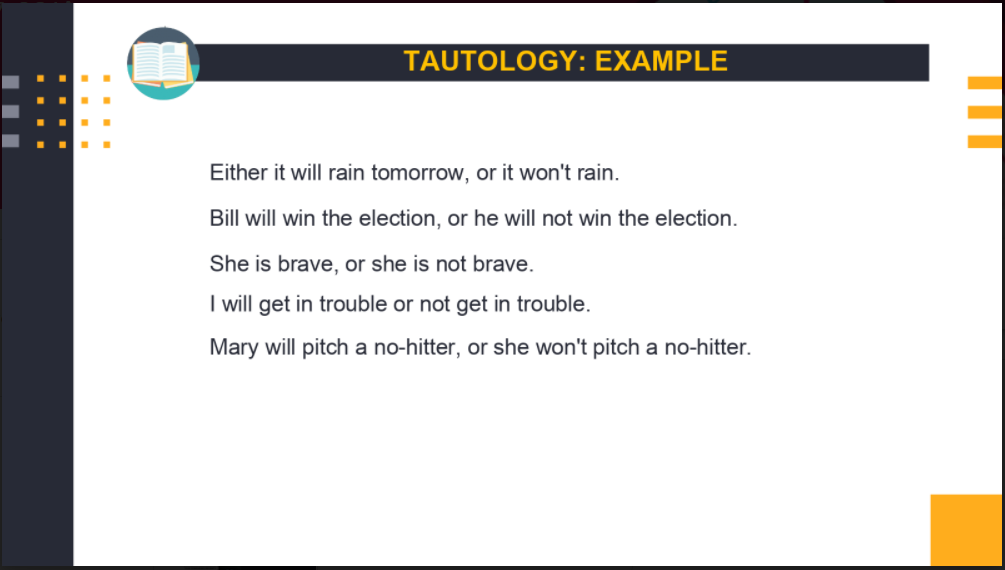 TAUTOLOGY: EXAMPLE
Either it will rain tomorrow, or it won't rain.
Bill will win the election, or he will not win the election.
She is brave, or she is not brave.
I will get in trouble or not get in trouble.
Mary will pitch a no-hitter, or she won't pitch a no-hitter.